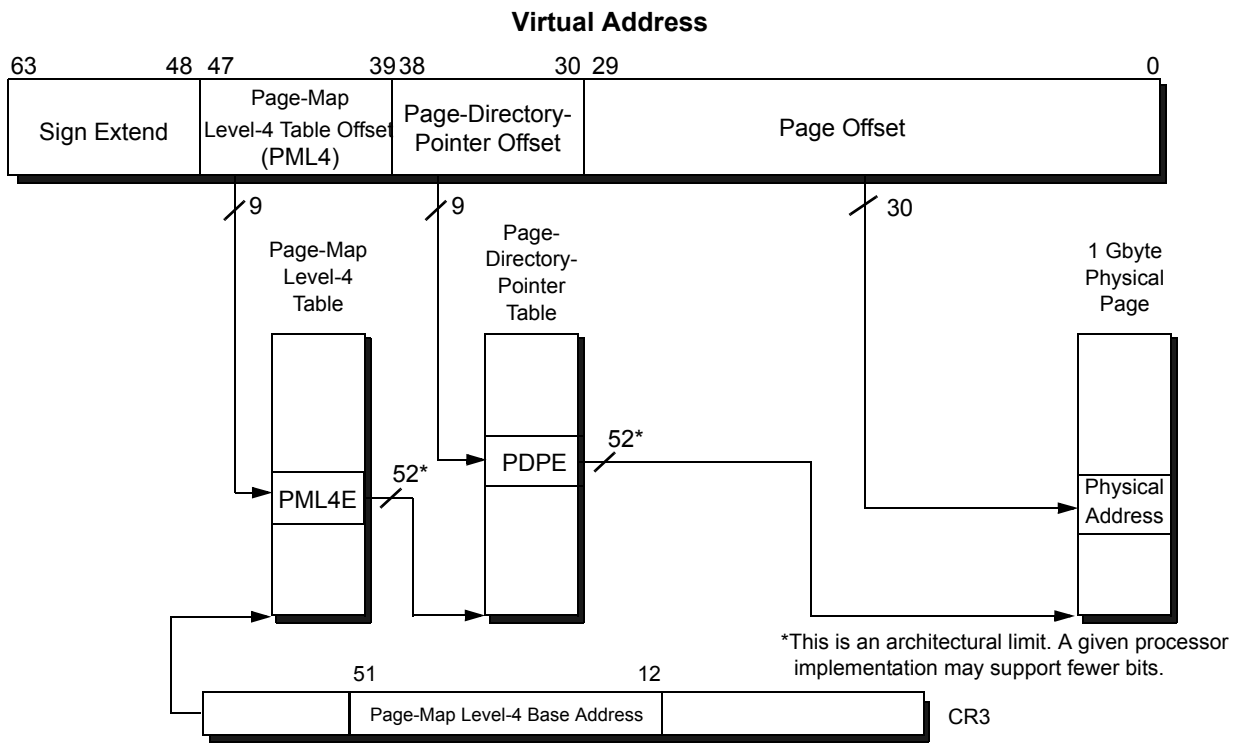 Virtual Address
63 48 47 39 38 30 29 0
Sign Extend
Page-Map
Level-4 Table Offset
(PML4)
Page-Directory-
Pointer Offset
Page Offset
9
9
30
Page-Map
Level-4
Table
Page-
Directory-
Pointer
Table
1 Gbyte
Physical
Page
PML4E
52*
PDPE
52*
Physical
Address
*This is an architectural limit. A given processor
implementation may support fewer bits.
51 12
Page-Map Level-4 Base Address
CR3